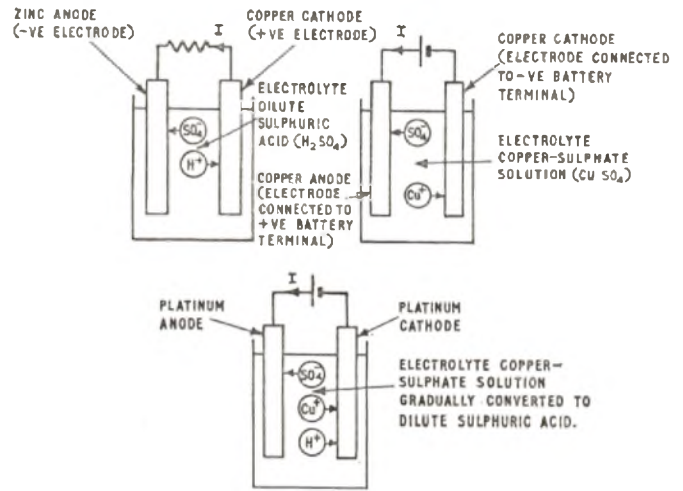 ZINC ANODE
(-VE ELECTRODE)
I
COPPER CATHODE
(+VE ELECTRODE)
ELECTROLYTE
DILUTE
SULPHURIC
ACID (H2SO4)
SO4-
H+
COPPER ANODE
(ELECTRODE
CONNECTED TO
+VE BATTERY
TERMINAL)
I
COPPER CATHODE
(ELECTRODE CONNECTED
TO-VE BATTERY
TERMINAL)
SO4-
ELECTROLYTE
COPPER-SULPHATE
SOLUTION (CU SO4)
Cu+
I
PLATINUM
ANODE
PLATINUM
CATHODE
SO4-
Cu+
H+
ELECTROLYTE COPPER-
SULPHATE SOLUTION
GRADUALLY CONVERTED TO
DILUTE SULPHURIC ACID.